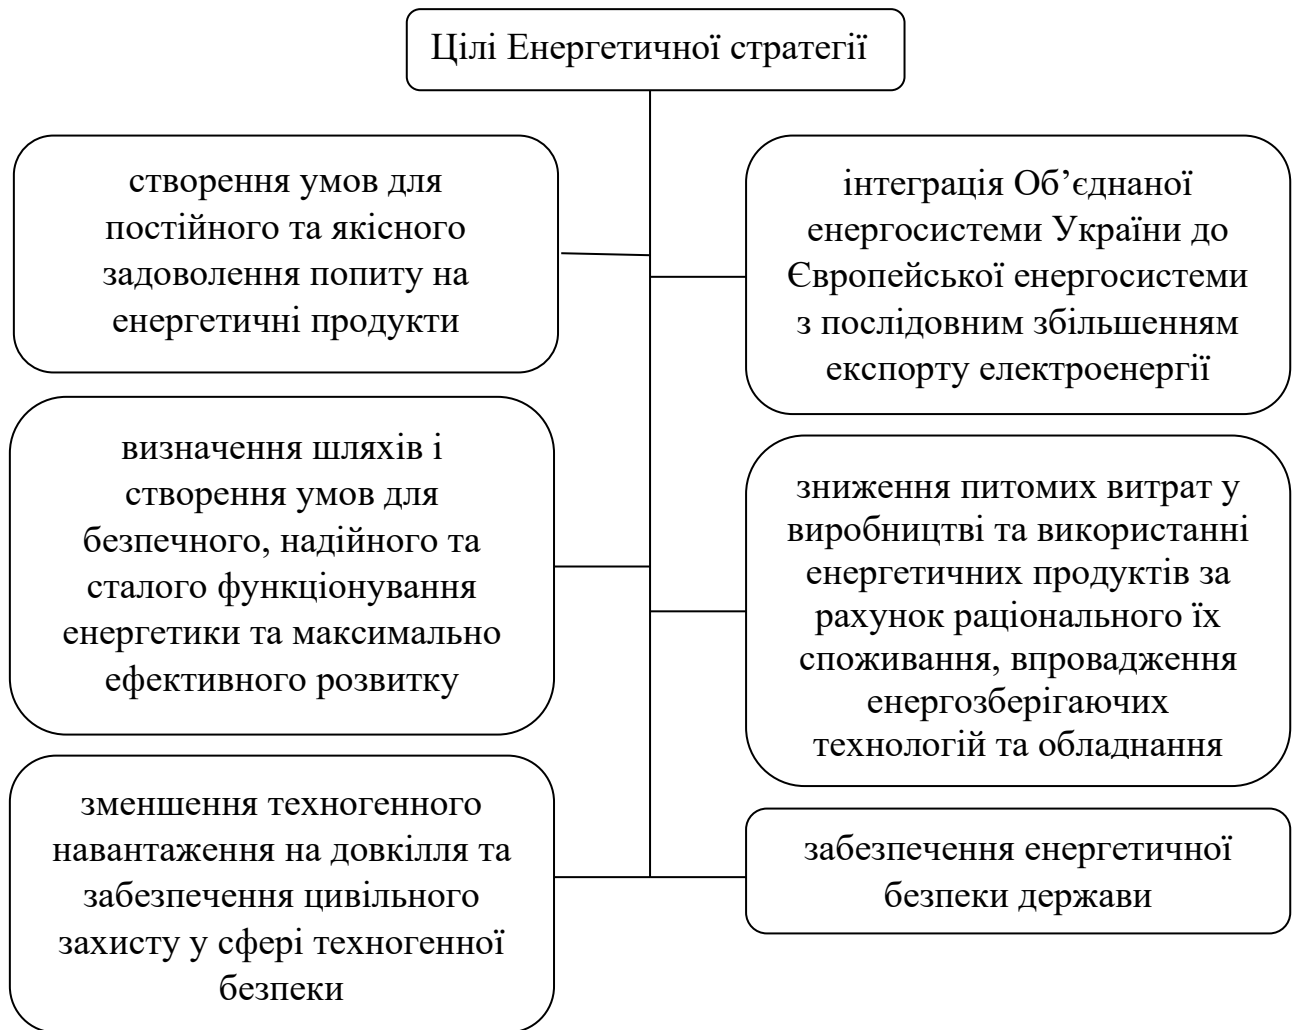 Цілі Енергетичної стратегії
створення умов для
постійного та якісного
задоволення попиту на
енергетичні продукти
інтеграція Об’єднаної
енергосистеми України до
Європейської енергосистеми
з послідовним збільшенням
експорту електроенергії
визначення шляхів і
створення умов для
безпечного, надійного та
сталого функціонування
енергетики та максимально
ефективного розвитку
зниження питомих витрат у
виробництві та використанні
енергетичних продуктів за
рахунок раціонального їх
споживання, впровадження
енергозберігаючих
технологій та обладнання
зменшення техногенного
навантаження на довкілля та
забезпечення цивільного
захисту у сфері техногенної
безпеки
забезпечення енергетичної
безпеки держави